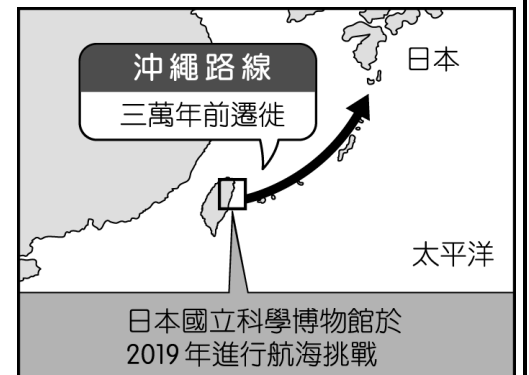 日本
沖繩路線
三萬年前遷徙
太平洋
日本國立科學博物館於
2019年進行航海挑戰